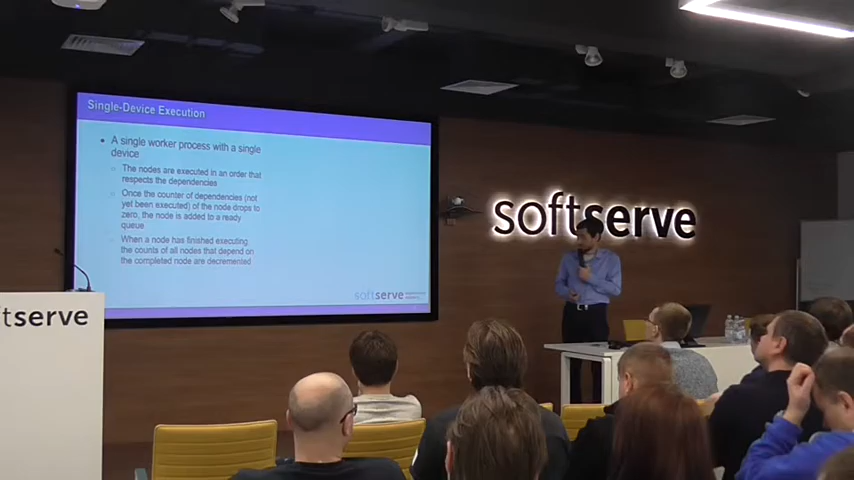 Single-Device Execution
• A single worker process with a single
device
○ The nodes are executed in an order that
respects the dependencies
○ Once the counter of dependencies (not
yet been executed) of the node drops to
zero, the node is added to a ready
queue
○ When a node has finished executing
the counts of all nodes that depend on
the completed node are decremented
softserve
softserve
ftserve